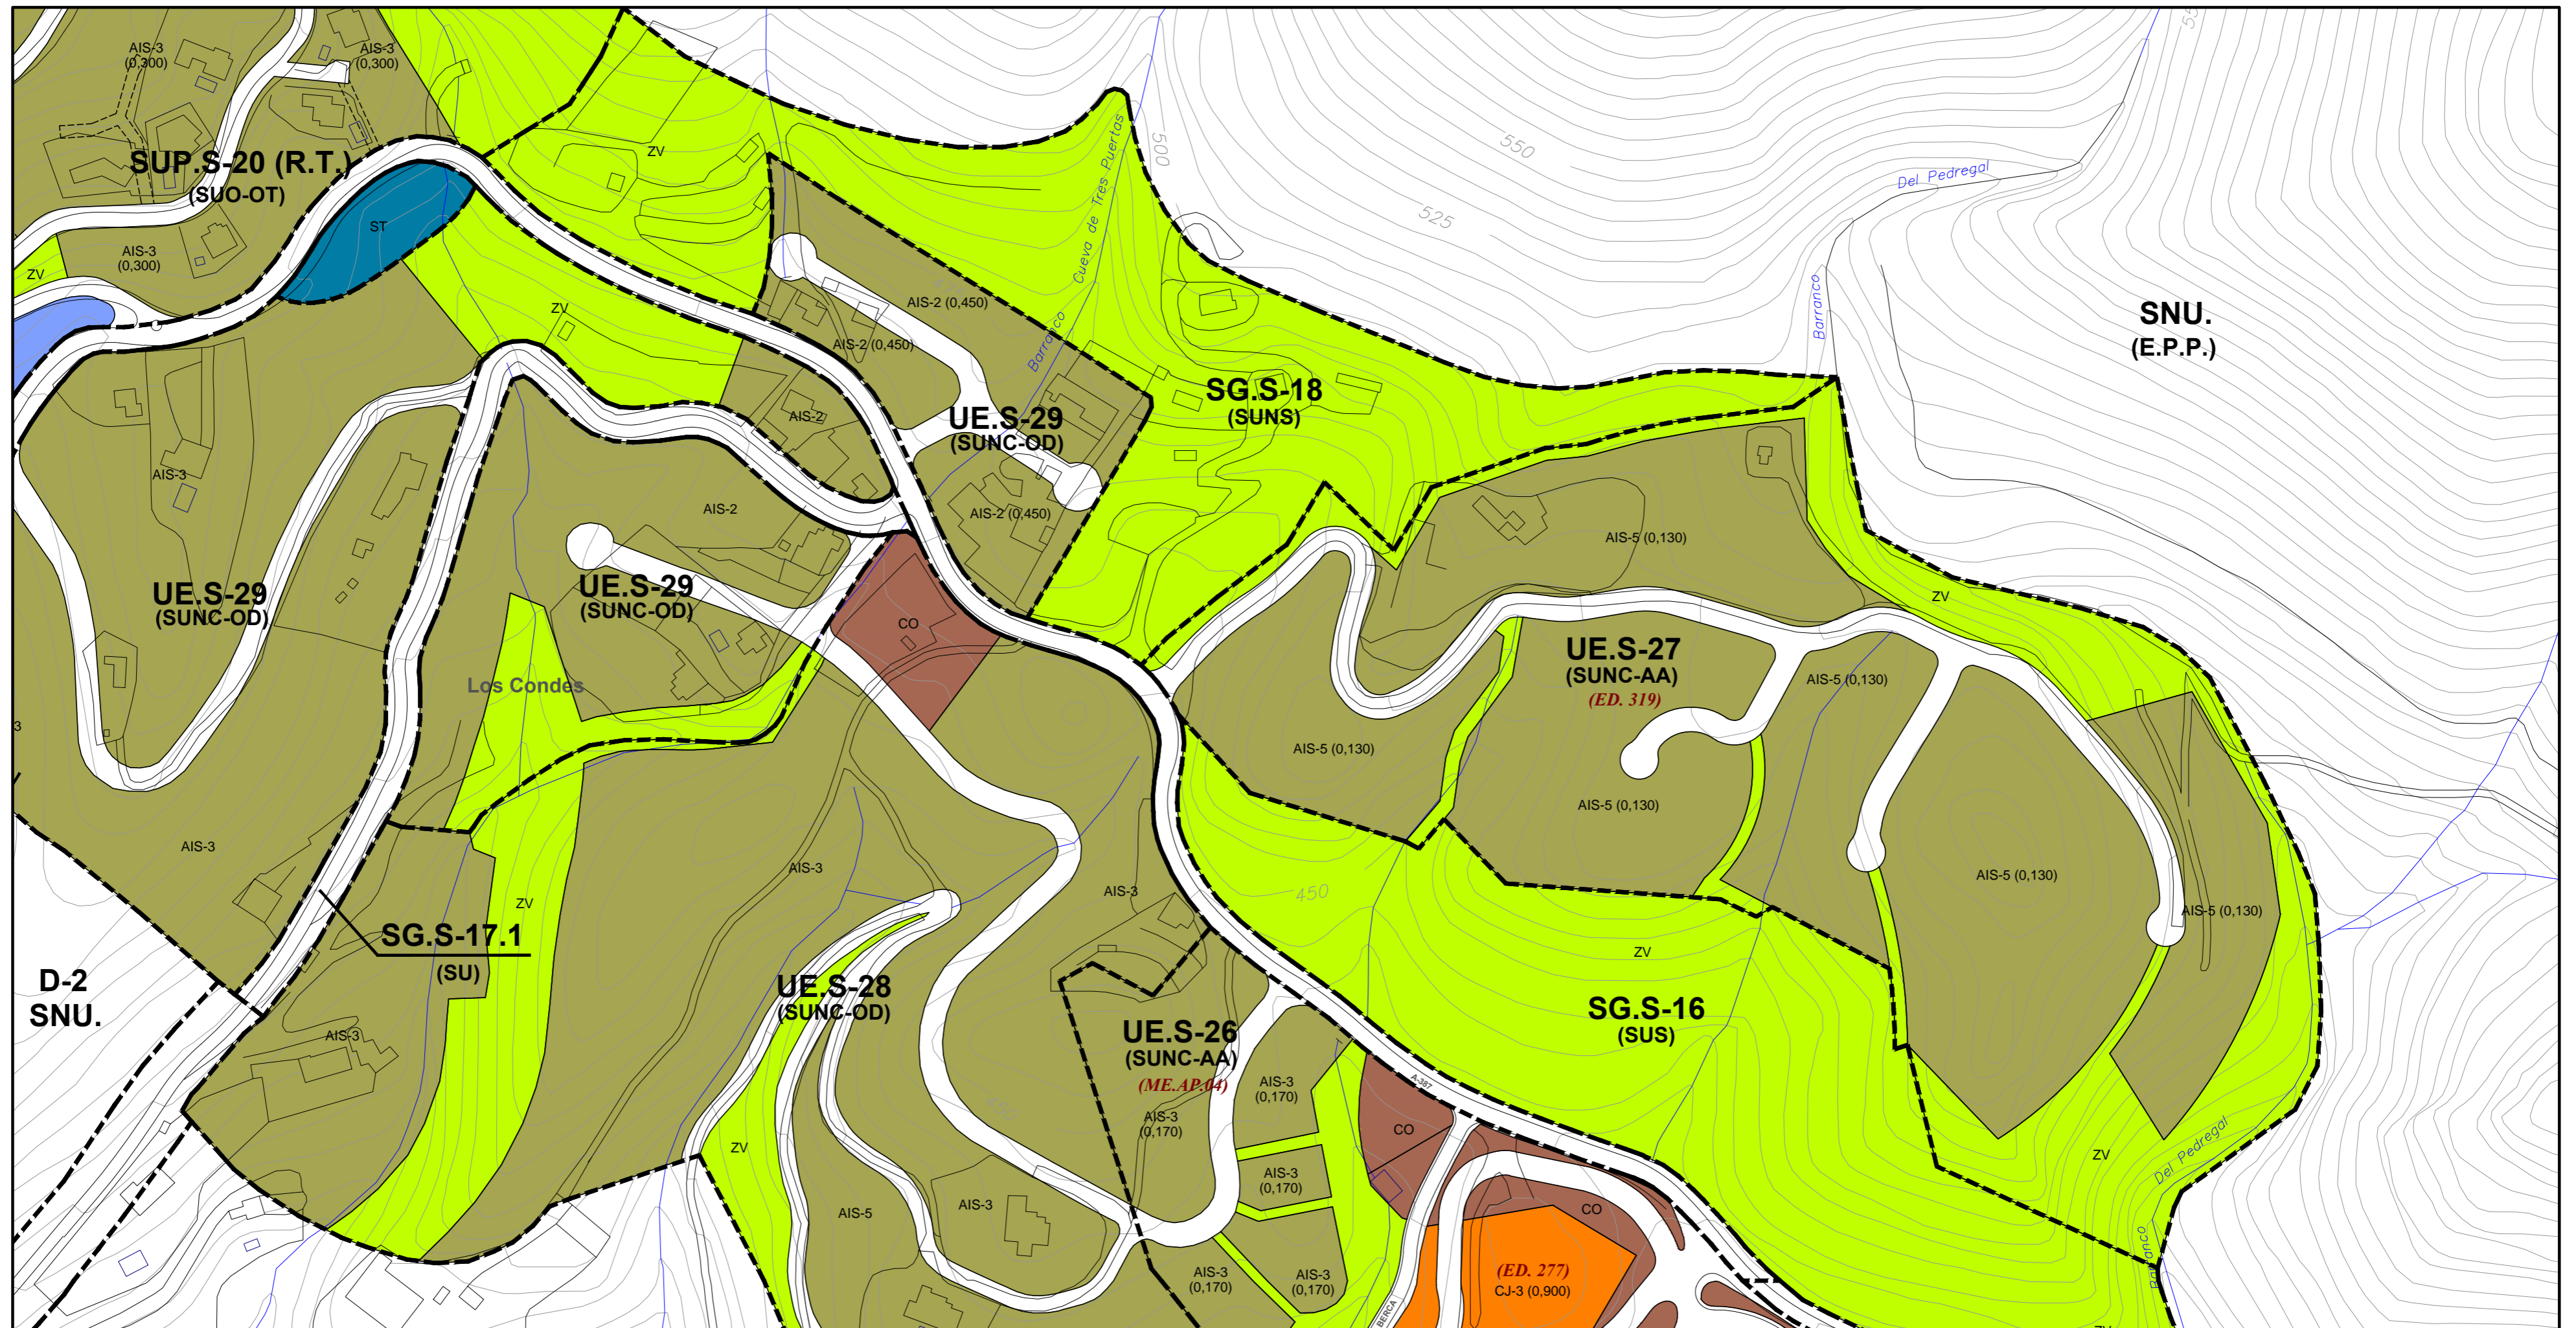 AIS-3
(0,300)
AIS-3
(0,300)
SUP.S-20 (R.T.)
(SUO-OT)
ST
AIS-3
(0,300)
ZV
ZV
ZV
AIS-2 (0,450)
AIS-2 (0,450)
Barranco Cueva de Tres Puertas
500
550
525
55
Del Pedregal
Barranco
SNU.
(E.P.P.)
SG.S-18
(SUNS)
UE.S-29
(SUNC-OD)
AIS-2
AIS-2 (0,450)
AIS-3
AIS-2
UE.S-29
(SUNC-OD)
UE.S-29
(SUNC-OD)
CO
Los Condes
3
AIS-5 (0,130)
ZV
UE.S-27
(SUNC-AA)
(ED. 319)
AIS-5 (0,130)
AIS-5 (0,130)
AIS-5 (0,130)
AIS-5 (0,130)
AIS-5 (0,130)
AIS-3
AIS-3
AIS-3
450
ZV
SG.S-17.1
(SU)
ZV
D-2
SNU.
AIS-3
UE.S-28
(SUNC-OD)
UE.S-26
(SUNC-AA)
(ME.AP.04)
AIS-3
(0,170)
AIS-3
(0,170)
SG.S-16
(SUS)
A-387
CO
ZV
AIS-3
(0,170)
AIS-5
AIS-3
CO
ZV
Barranco Del Pedregal
AIS-3
(0,170)
AIS-3
(0,170)
(ED. 277)
CJ-3 (0,900)
BERCA
ZV